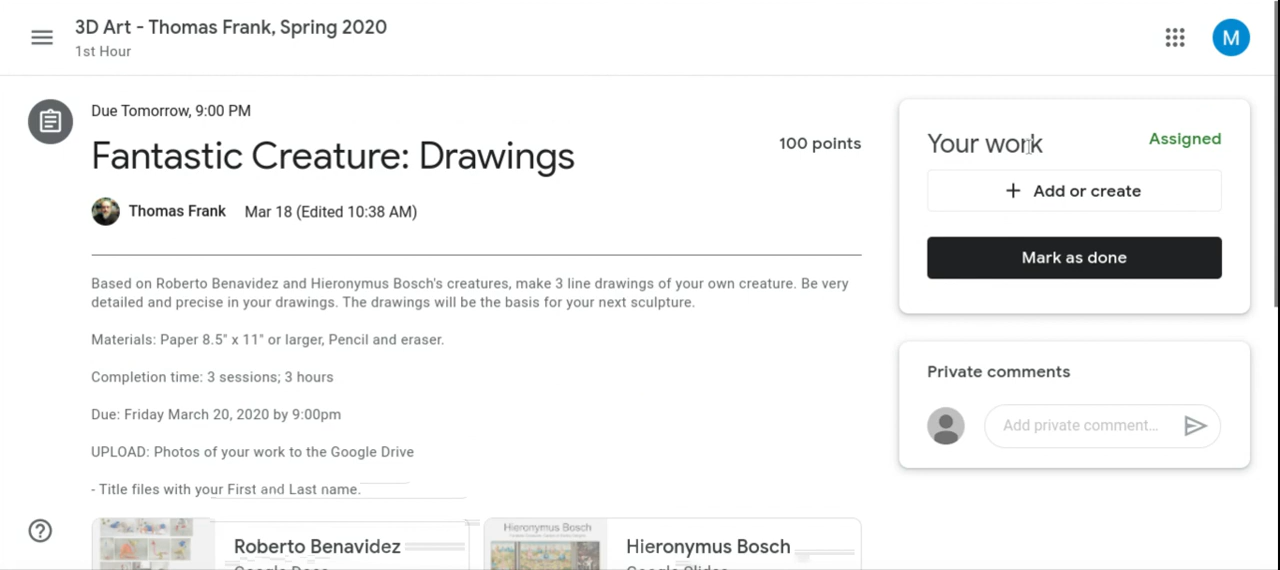 3D Art - Thomas Frank, Spring 2020
1st Hour
M
Due Tomorrow, 9:00 PM
Fantastic Creature: Drawings
100 points
Thomas Frank Mar 18 (Edited 10:38 AM)
Based on Roberto Benavidez and Hieronymus Bosch's creatures, make 3 line drawings of your own creature. Be very
detailed and precise in your drawings. The drawings will be the basis for your next sculpture.
Materials: Paper 8.5" x 11" or larger, Pencil and eraser.
Completion time: 3 sessions; 3 hours
Due: Friday March 20, 2020 by 9:00pm
UPLOAD: Photos of your work to the Google Drive
- Title files with your First and Last name.
Roberto Benavidez
Google Docs
Hieronymus Bosch
Hieronymus Bosch
Google Slides
Your work Assigned
+ Add or create
Mark as done
Private comments
Add private comment...